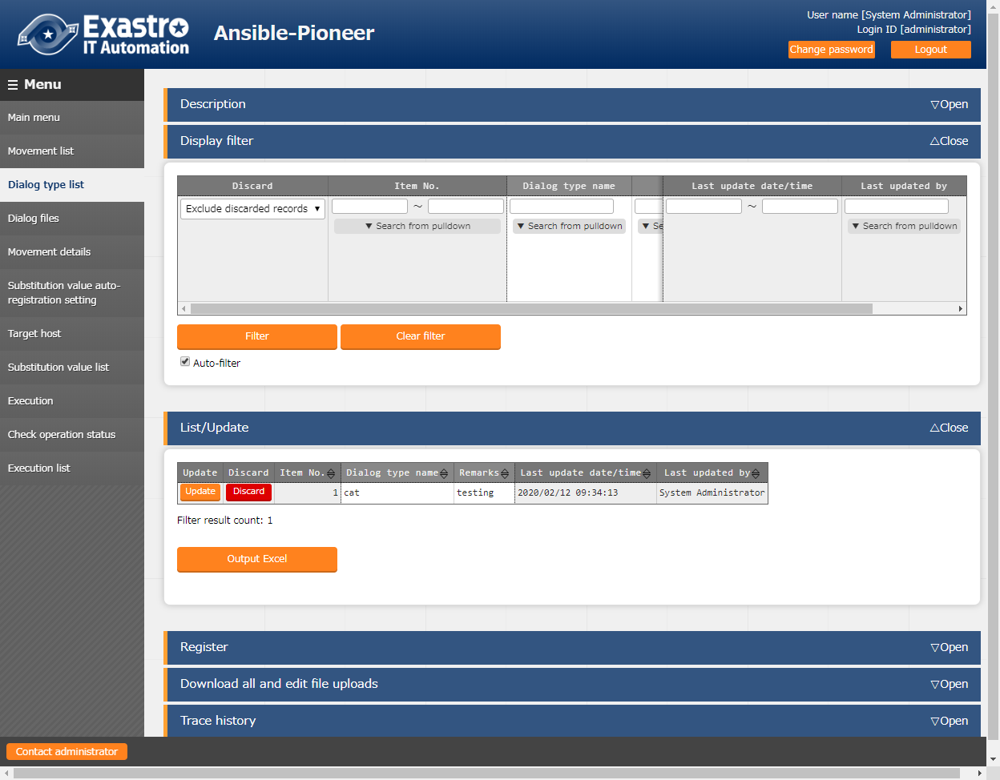 Exastro
IT Automation
Ansible-Pioneer
User name [System Administrator]
Login ID [administrator]
Change password
Logout
Menu
Main menu
Movement list
Dialog type list
Dialog files
Movement details
Substitution value auto-
registration setting
Target host
Substitution value list
Execution
Check operation status
Execution list
Description
▽Open
Display filter
△Close
Discard Item No. Dialog type name Last update date/time Last updated by
Exclude discarded records ▼ ～ ～
▼ Search from pulldown ▼ Search from pulldown ▼ Se ▼ Search from pulldown
Filter Clear filter
Auto-filter
List/Update
△Close
Update Discard Item No. Dialog type name Remarks Last update date/time Last updated by
Update Discard 1 cat testing 2020/02/12 09:34:13 System Administrator
Filter result count: 1
Output Excel
Register
▽Open
Download all and edit file uploads
▽Open
Trace history
▽Open
Contact administrator